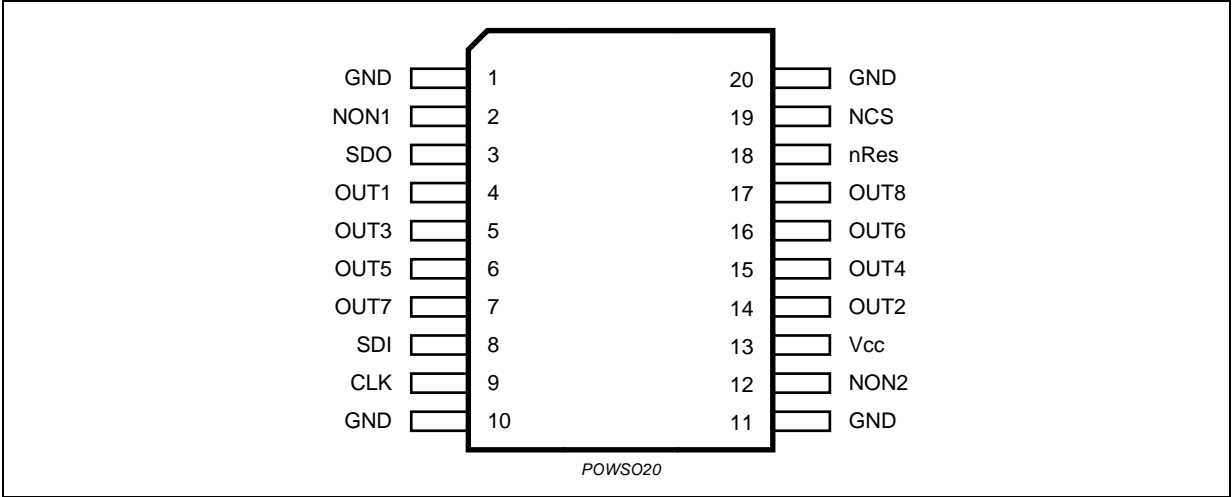 GND 1 20 GND
NON1 2 19 NCS
SDO 3 18 nRes
OUT1 4 17 OUT8
OUT3 5 16 OUT6
OUT5 6 15 OUT4
OUT7 7 14 OUT2
SDI 8 13 Vcc
CLK 9 12 NON2
GND 10 11 GND
POWSO20